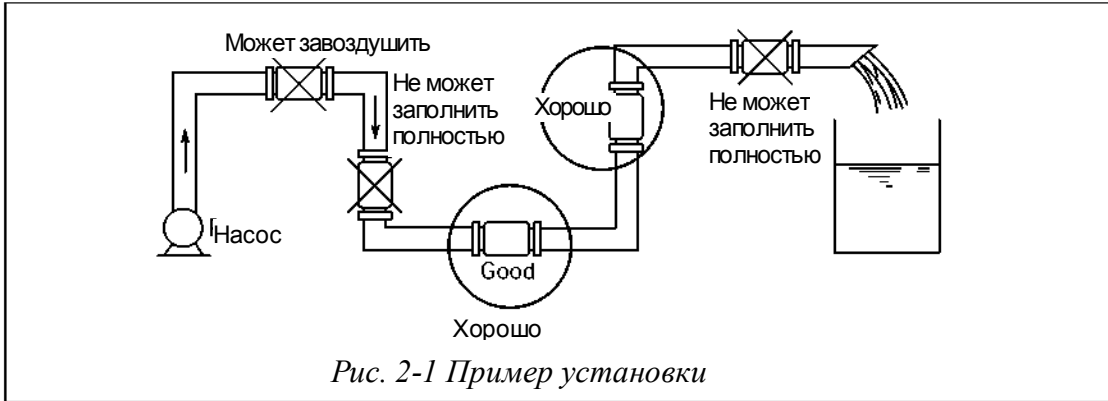 Может завоздушить
Не может
заполнить
полностью
Хорошо
Не может
заполнить
полностью
Насос
Good
Хорошо
Рис. 2-1 Пример установки